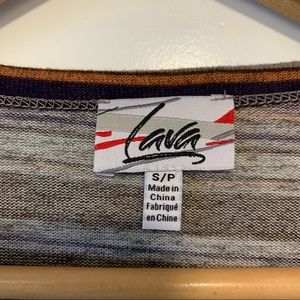 Lava
S/P
Made in
China
Fabriqué
en Chine